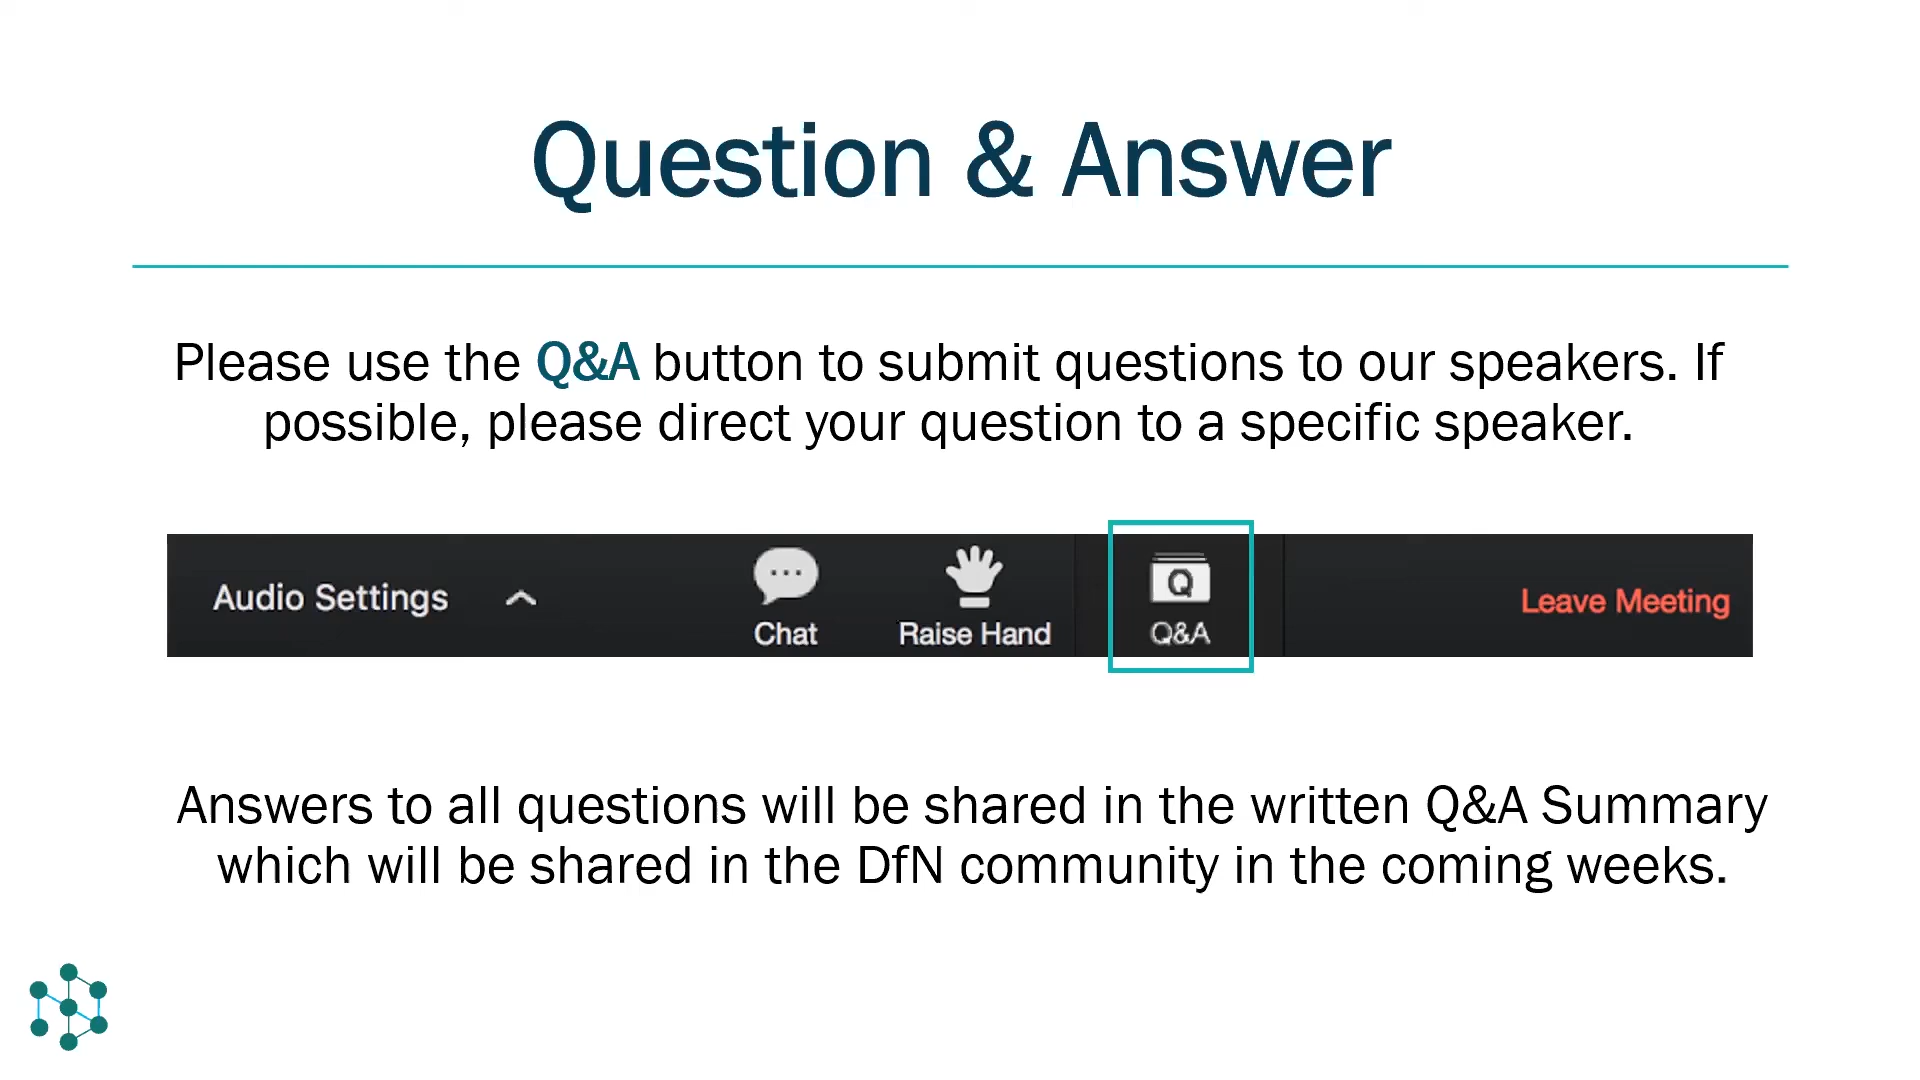 Question & Answer
Please use the Q&A button to submit questions to our speakers. If
possible, please direct your question to a specific speaker.
Audio Settings
Chat
Raise Hand
Q
Q&A
Leave Meeting
Answers to all questions will be shared in the written Q&A Summary
which will be shared in the DfN community in the coming weeks.